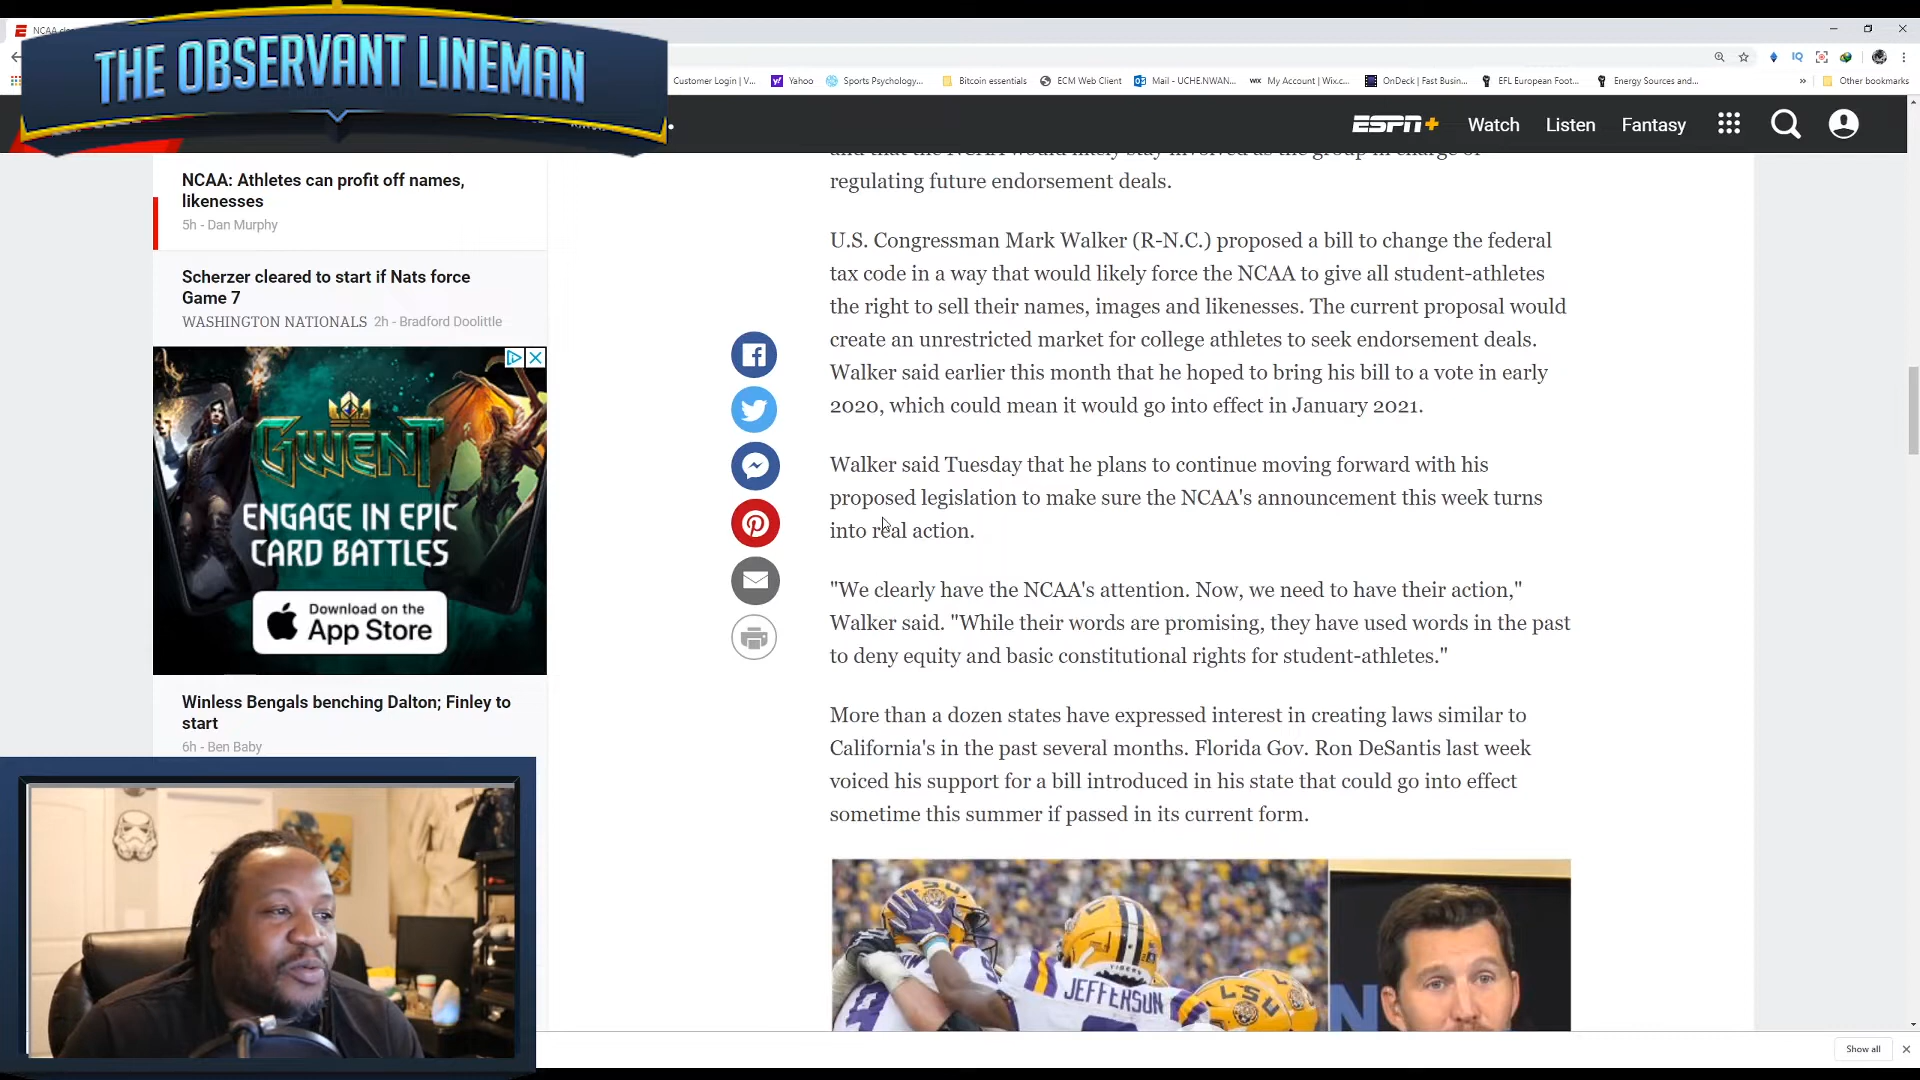 THE OBSERVANT LINEMAN
Customer Login | V...
Yahoo
Sports Psychology...
Bitcoin essentials
ECM Web Client
Mail - UCHE.NWAN...
WIX My Account | Wix.c...
OnDeck | Fast Busin...
EFL European Foot...
Energy Sources and...
»
Other bookmarks
ESPN+
Watch
Listen
Fantasy
NCAA: Athletes can profit off names,
likenesses
5h - Dan Murphy
Scherzer cleared to start if Nats force
Game 7
WASHINGTON NATIONALS 2h - Bradford Doolittle
GWENT
ENGAGE IN EPIC
CARD BATTLES
Download on the
App Store
Winless Bengals benching Dalton; Finley to
start
6h - Ben Baby
and that the NCAA would likely stay involved as the group in charge of
regulating future endorsement deals.
U.S. Congressman Mark Walker (R-N.C.) proposed a bill to change the federal
tax code in a way that would likely force the NCAA to give all student-athletes
the right to sell their names, images and likenesses. The current proposal would
create an unrestricted market for college athletes to seek endorsement deals.
Walker said earlier this month that he hoped to bring his bill to a vote in early
2020, which could mean it would go into effect in January 2021.
Walker said Tuesday that he plans to continue moving forward with his
proposed legislation to make sure the NCAA's announcement this week turns
into real action.
"We clearly have the NCAA's attention. Now, we need to have their action,"
Walker said. "While their words are promising, they have used words in the past
to deny equity and basic constitutional rights for student-athletes."
More than a dozen states have expressed interest in creating laws similar to
California's in the past several months. Florida Gov. Ron DeSantis last week
voiced his support for a bill introduced in his state that could go into effect
sometime this summer if passed in its current form.
LSU
TIGERS
JEFFERSON
LSU
Show all